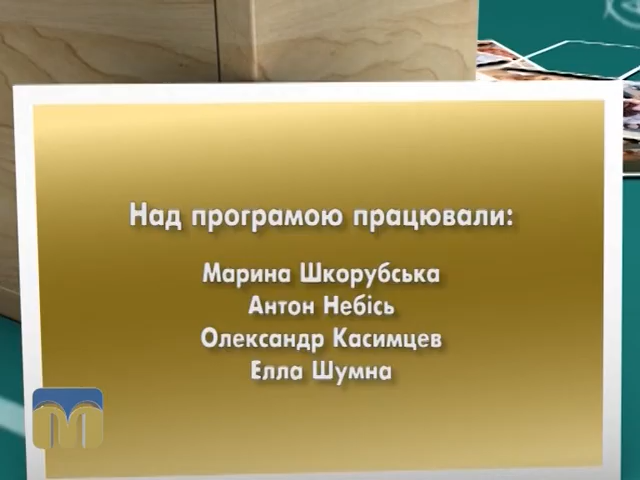 Над програмою працювали:
Марина Шкорубська
Антон Небісь
Олександр Касимцев
Елла Шумна
М